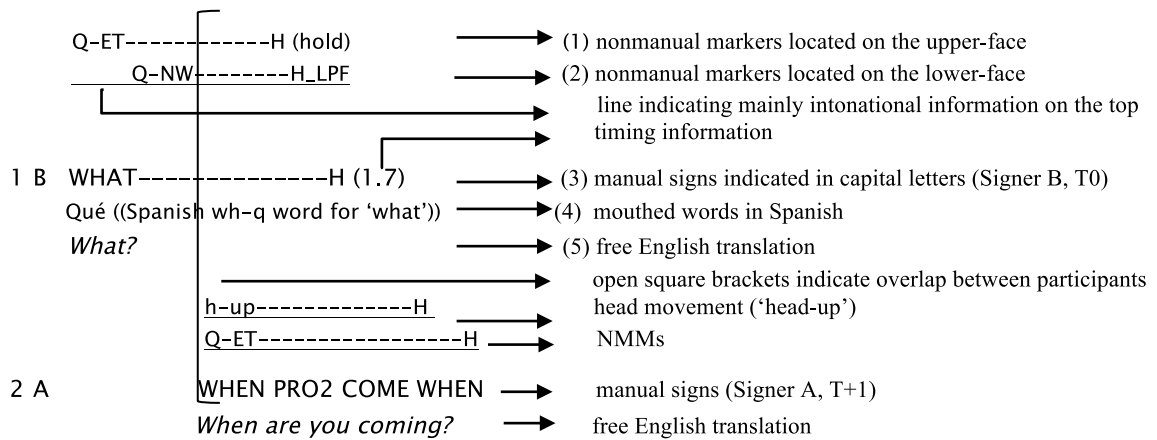 Q-ET---------------H (hold) (1) nonmanual markers located on the upper-face
Q-NW---------H_LPF (2) nonmanual markers located on the lower-face
line indicating mainly intonational information on the top
timing information
1 B WHAT------------------H (1.7) (3) manual signs indicated in capital letters (Signer B, T0)
Qué ((Spanish wh-q word for ‘what’)) (4) mouthed words in Spanish
What? (5) free English translation
open square brackets indicate overlap between participants
h-up---------------H head movement (‘head-up’)
Q-ET---------------------H NMMs
2 A WHEN PRO2 COME WHEN manual signs (Signer A, T+1)
When are you coming? free English translation